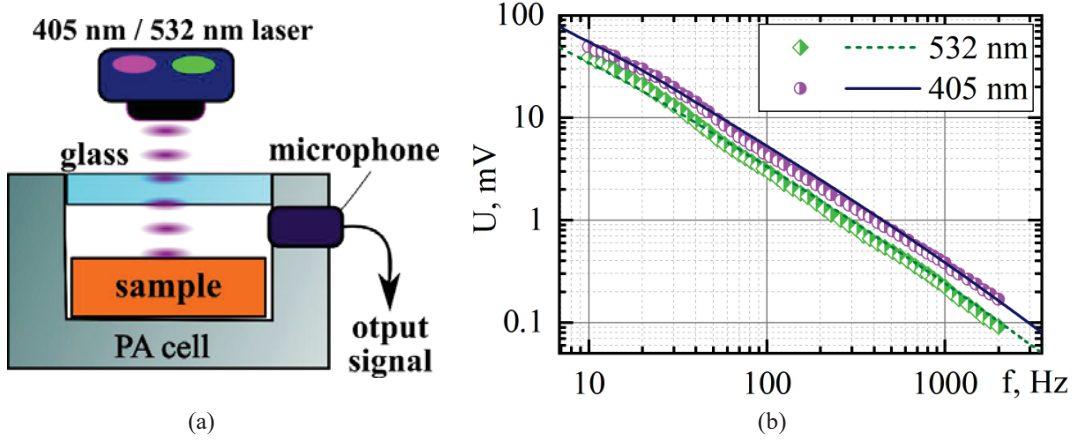 405 nm / 532 nm laser
glass
microphone
sample
PA cell
otput
signal
(a)
100
10
1
0.1
U, mV
532 nm
405 nm
10
100
1000
f, Hz
(b)